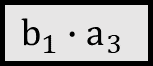 b₁ · a₃